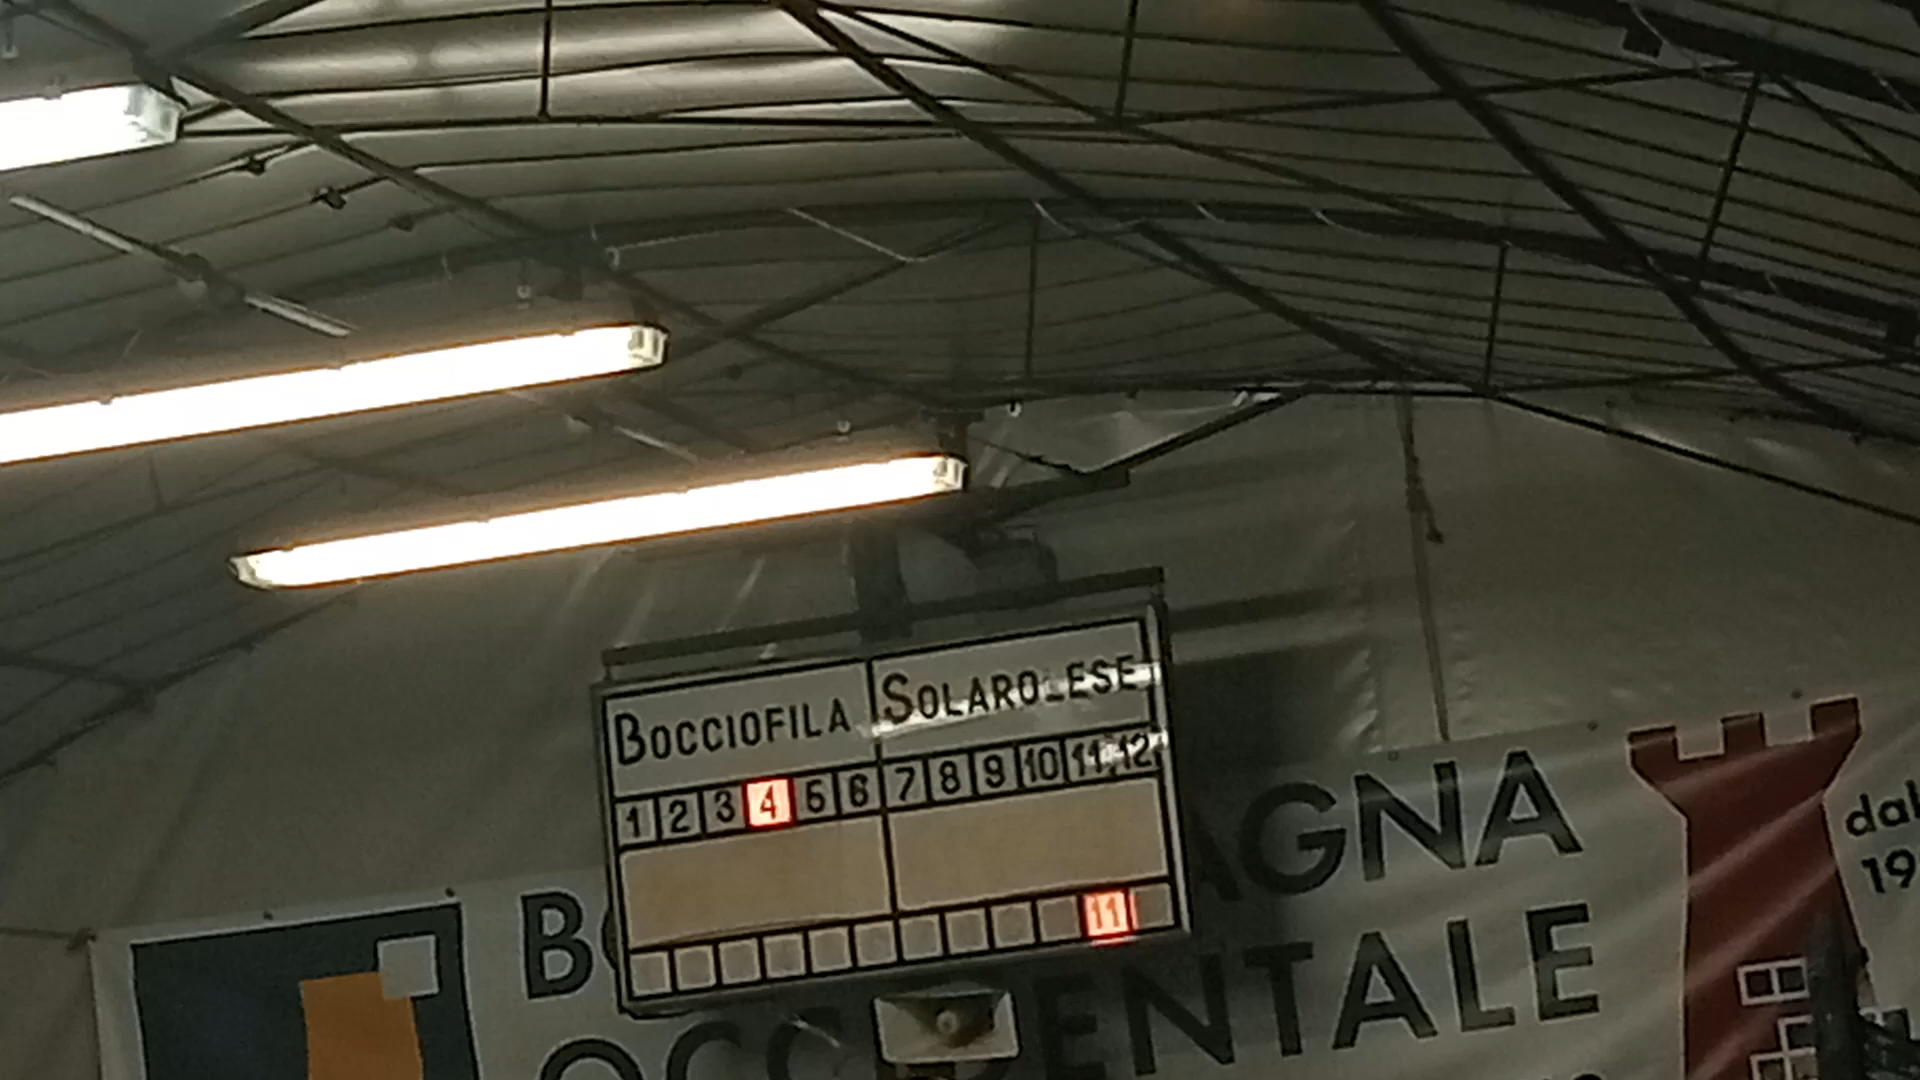 BOCCIOFILA SOLAROLESE
1 2 3 4 5 6 7 8 9 10 11 12
11
AGNA
ENTALE
dal
19